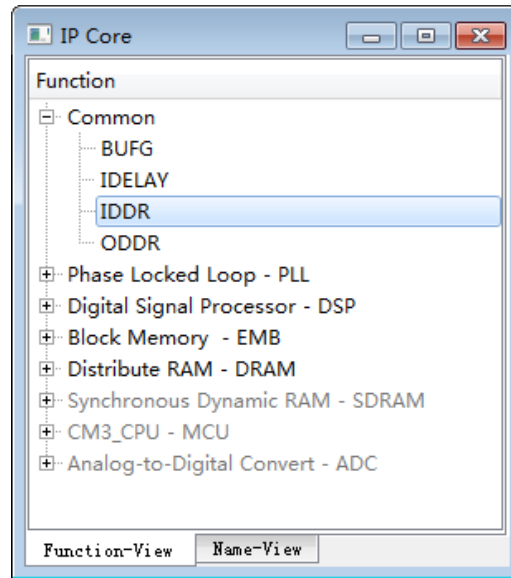 IP Core
Function
Common
BUFG
IDELAY
IDDR
ODDR
Phase Locked Loop - PLL
Digital Signal Processor - DSP
Block Memory - EMB
Distribute RAM - DRAM
Synchronous Dynamic RAM - SDRAM
CM3_CPU - MCU
Analog-to-Digital Convert - ADC
Function-View Name-View